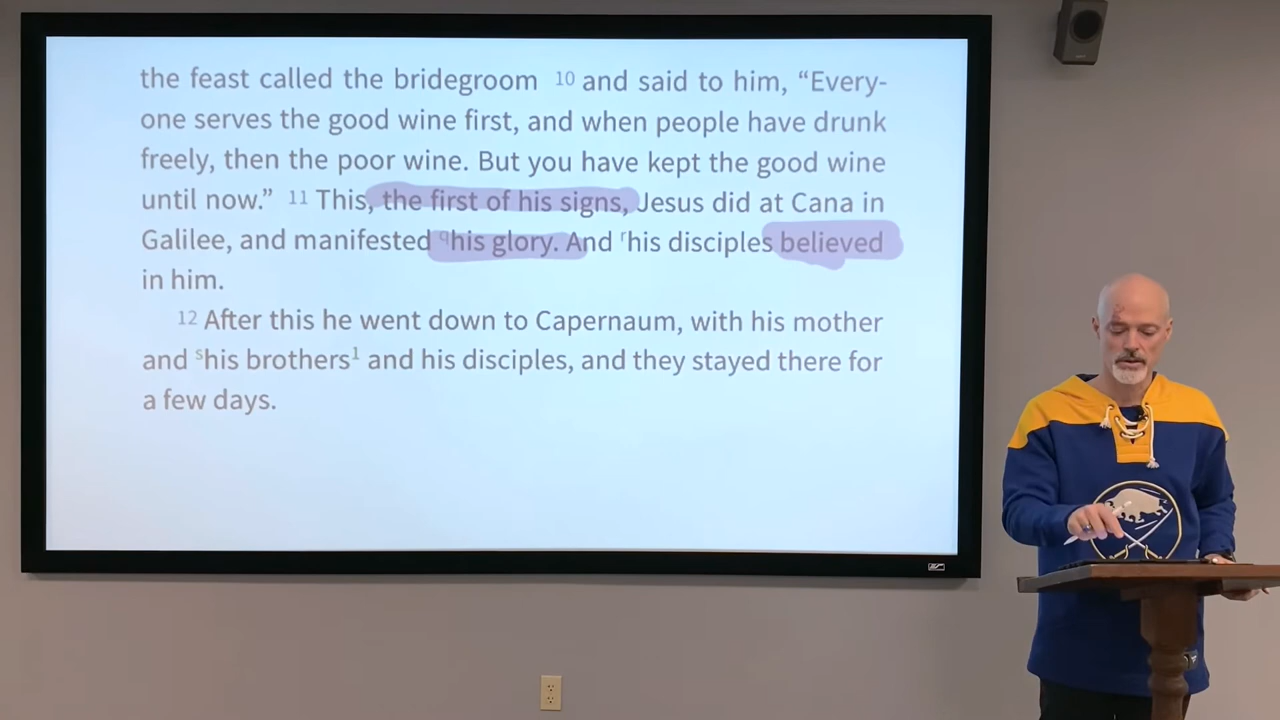 the feast called the bridegroom 10 and said to him, “Every-
one serves the good wine first, and when people have drunk
freely, then the poor wine. But you have kept the good wine
until now.” 11 This, the first of his signs, Jesus did at Cana in
Galilee, and manifested q his glory. And r his disciples believed
in him.
12 After this he went down to Capernaum, with his mother
and s his brothers1 and his disciples, and they stayed there for
a few days.